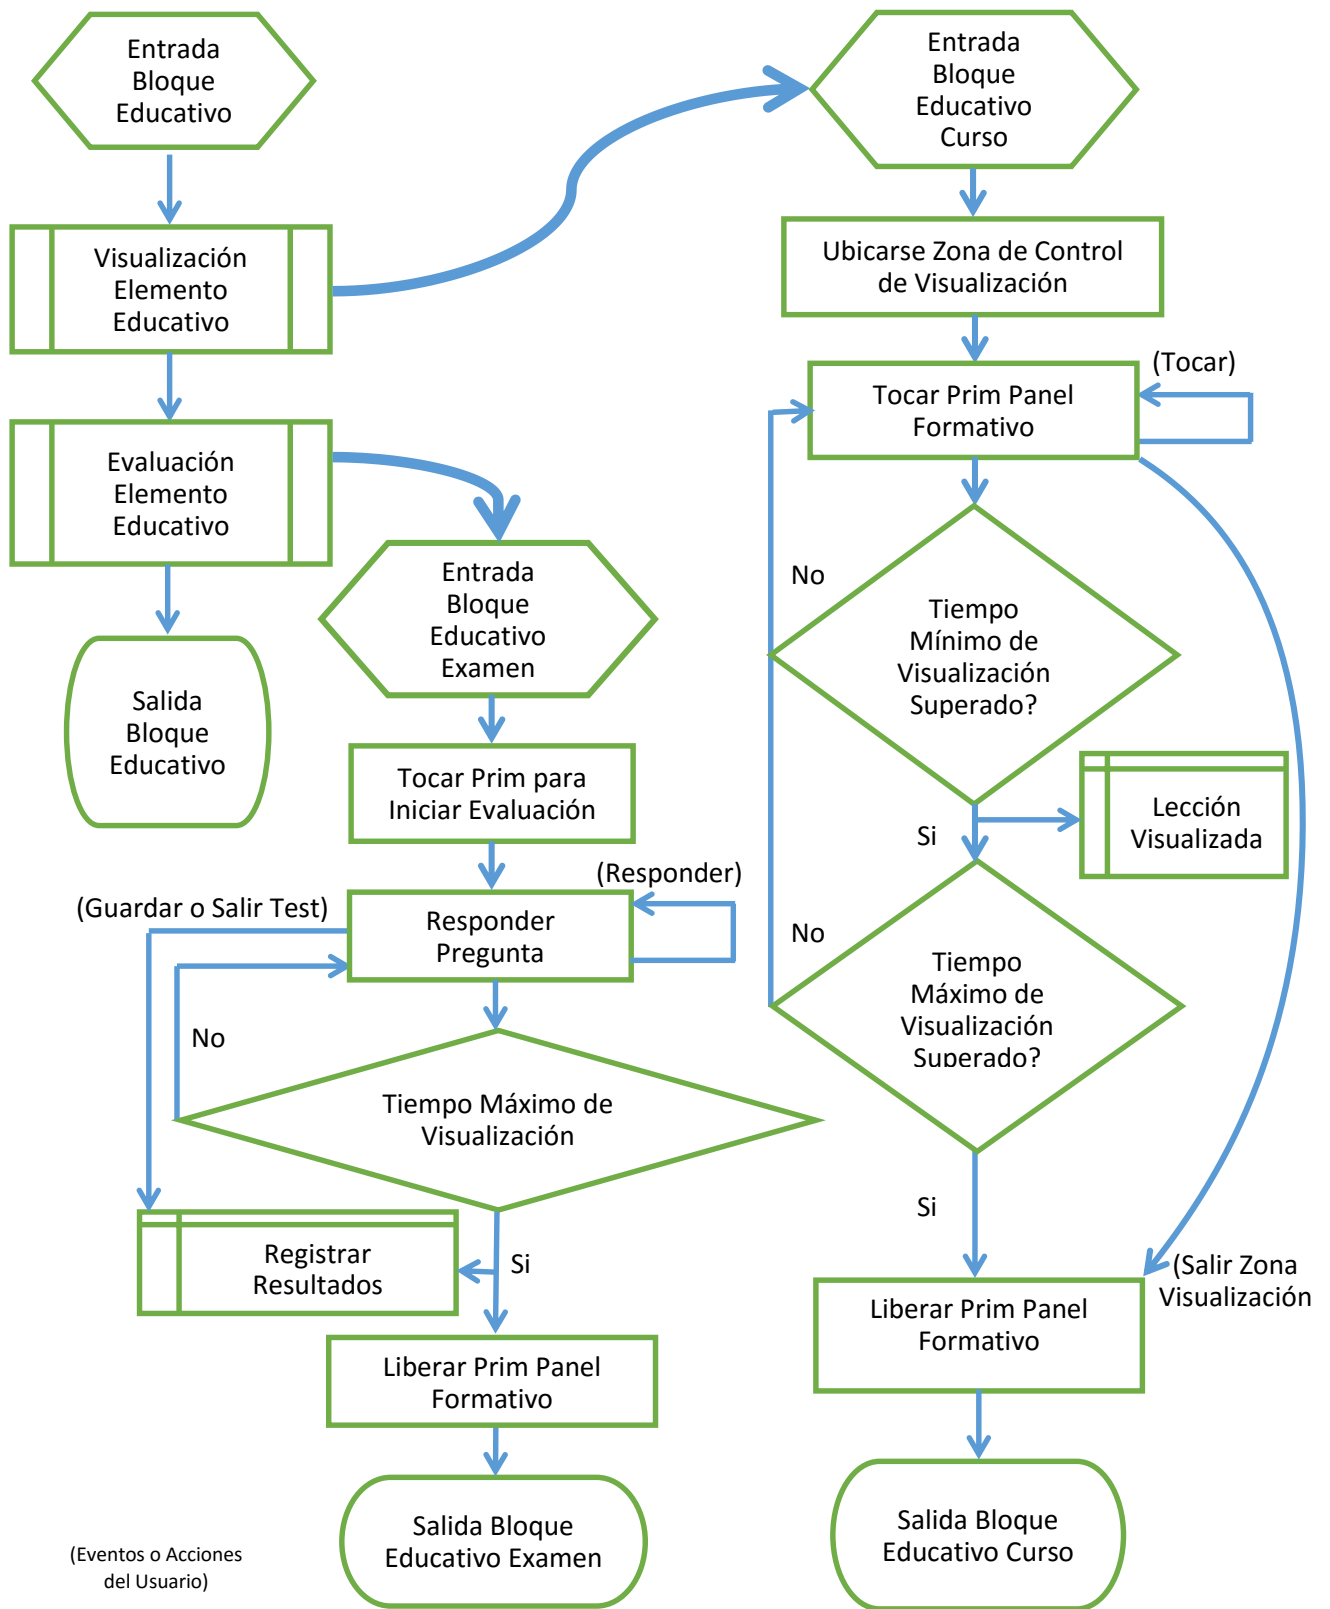 Entrada
Bloque
Educativo
Visualización
Elemento
Educativo
Evaluación
Elemento
Educativo
Salida
Bloque
Educativo
Entrada
Bloque
Educativo
Examen
Tocar Prim para
Iniciar Evaluación
(Responder)
(Guardar o Salir Test)
Responder
Pregunta
No
Tiempo Máximo de
Visualización
Registrar
Resultados
Si
Liberar Prim Panel
Formativo
Salida Bloque
Educativo Examen
(Eventos o Acciones
del Usuario)
Entrada
Bloque
Educativo
Curso
Ubicarse Zona de Control
de Visualización
(Tocar)
Tocar Prim Panel
Formativo
No
Tiempo
Mínimo de
Visualización
Superado?
Si
Lección
Visualizada
No
Tiempo
Máximo de
Visualización
Superado?
Si
(Salir Zona
Visualización
Liberar Prim Panel
Formativo
Salida Bloque
Educativo Curso